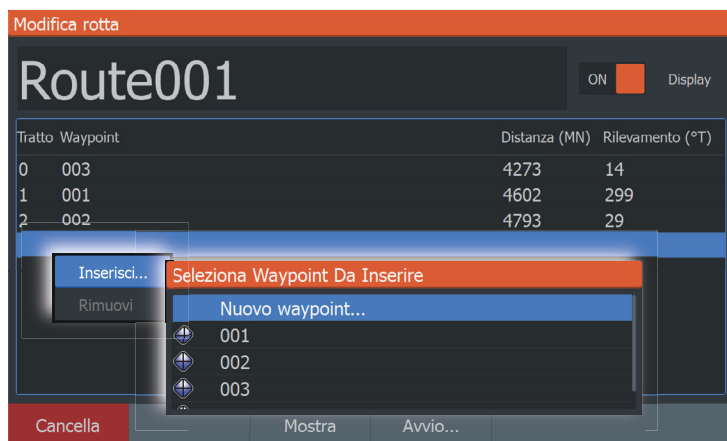 Modifica rotta
Route001
ON Display
Tratto Waypoint Distanza (MN) Rilevamento (°T)
0 003 4273 14
1 001 4602 299
2 002 4793 29
Inserisci...
Rimuovi
Seleziona Waypoint Da Inserire
Nuovo waypoint...
001
002
003
Cancella Mostra Avvio...